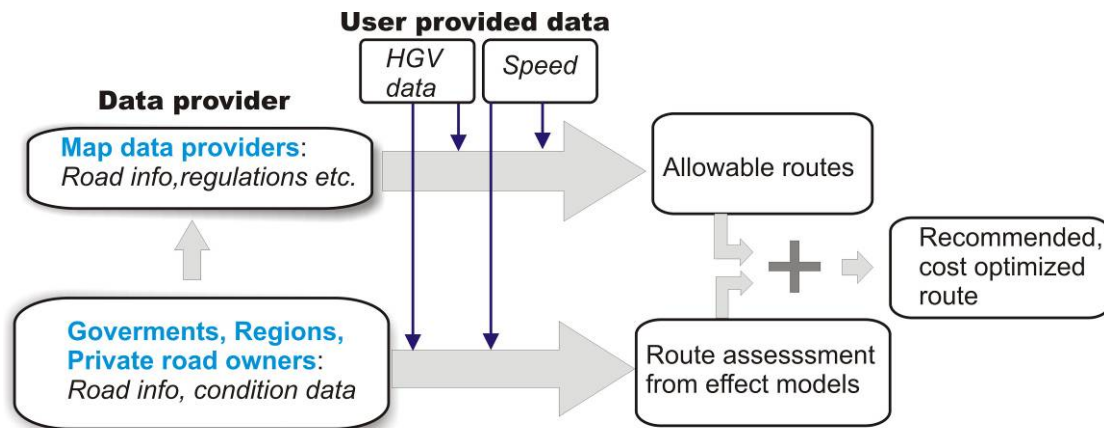 User provided data
HGV
data
Speed
Data provider
Map data providers:
Road info,regulations etc.
Allowable routes
Recommended,
cost optimized
route
Goverments, Regions,
Private road owners:
Road info, condition data
Route assesssment
from effect models